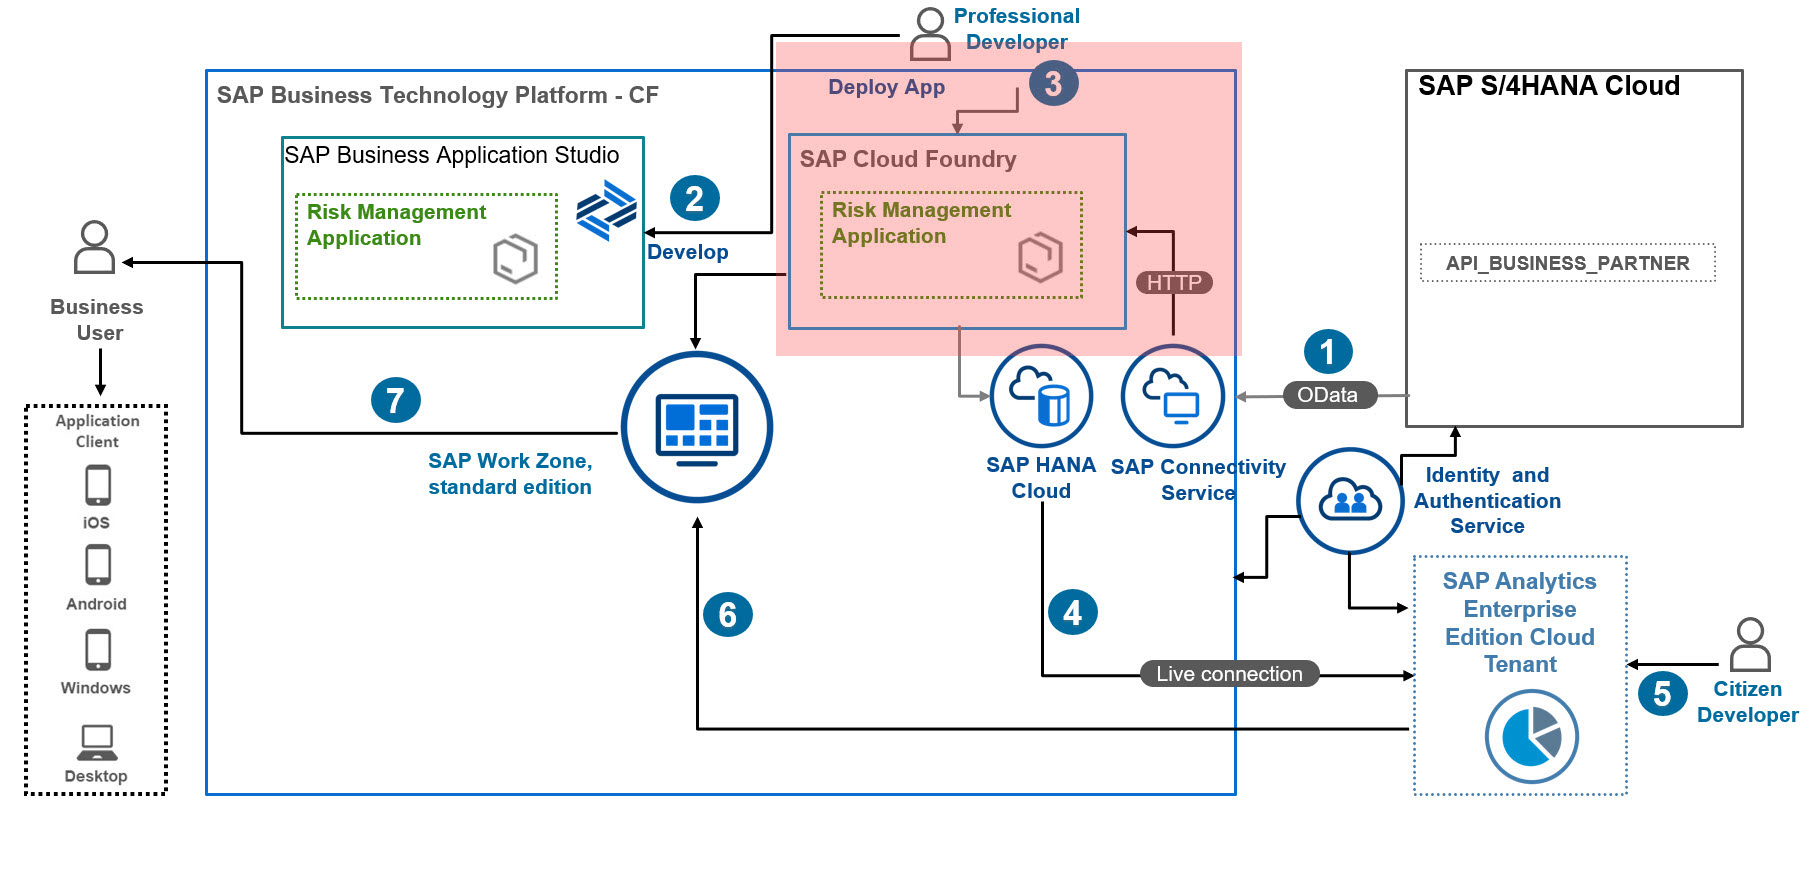 Professional
Developer
Deploy App
3
SAP Business Technology Platform - CF
SAP S/4HANA Cloud
SAP Business Application Studio
Risk Management
Application
2
Develop
SAP Cloud Foundry
Risk Management
Application
HTTP
API_BUSINESS_PARTNER
Business
User
1
OData
7
Application
Client
iOS
Android
Windows
Desktop
SAP Work Zone,
standard edition
SAP HANA
Cloud
SAP Connectivity
Service
Identity and
Authentication
Service
6
4
Live connection
SAP Analytics
Enterprise
Edition Cloud
Tenant
5
Citizen
Developer